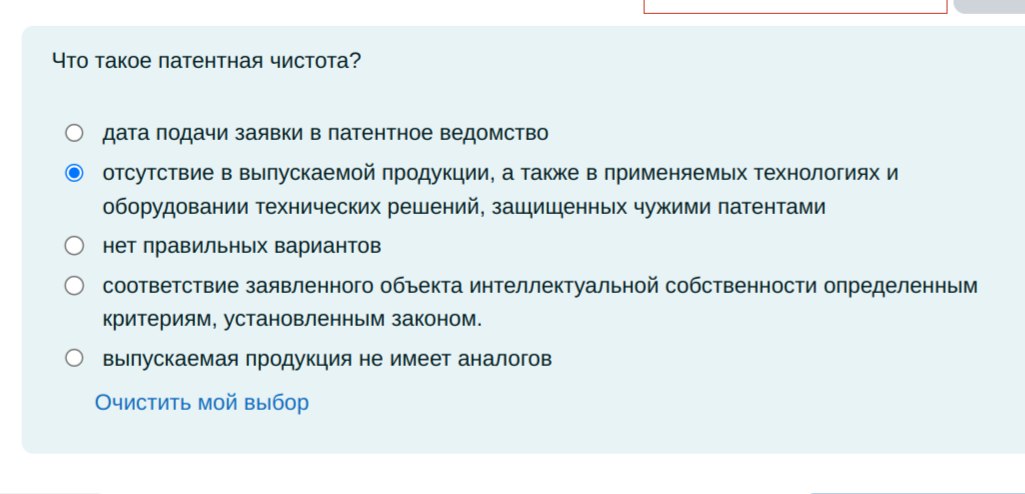 Что такое патентная чистота?
дата подачи заявки в патентное ведомство
отсутствие в выпускаемой продукции, а также в применяемых технологиях и
оборудовании технических решений, защищенных чужими патентами
нет правильных вариантов
соответствие заявленного объекта интеллектуальной собственности определенным
критериям, установленным законом.
выпускаемая продукция не имеет аналогов
Очистить мой выбор